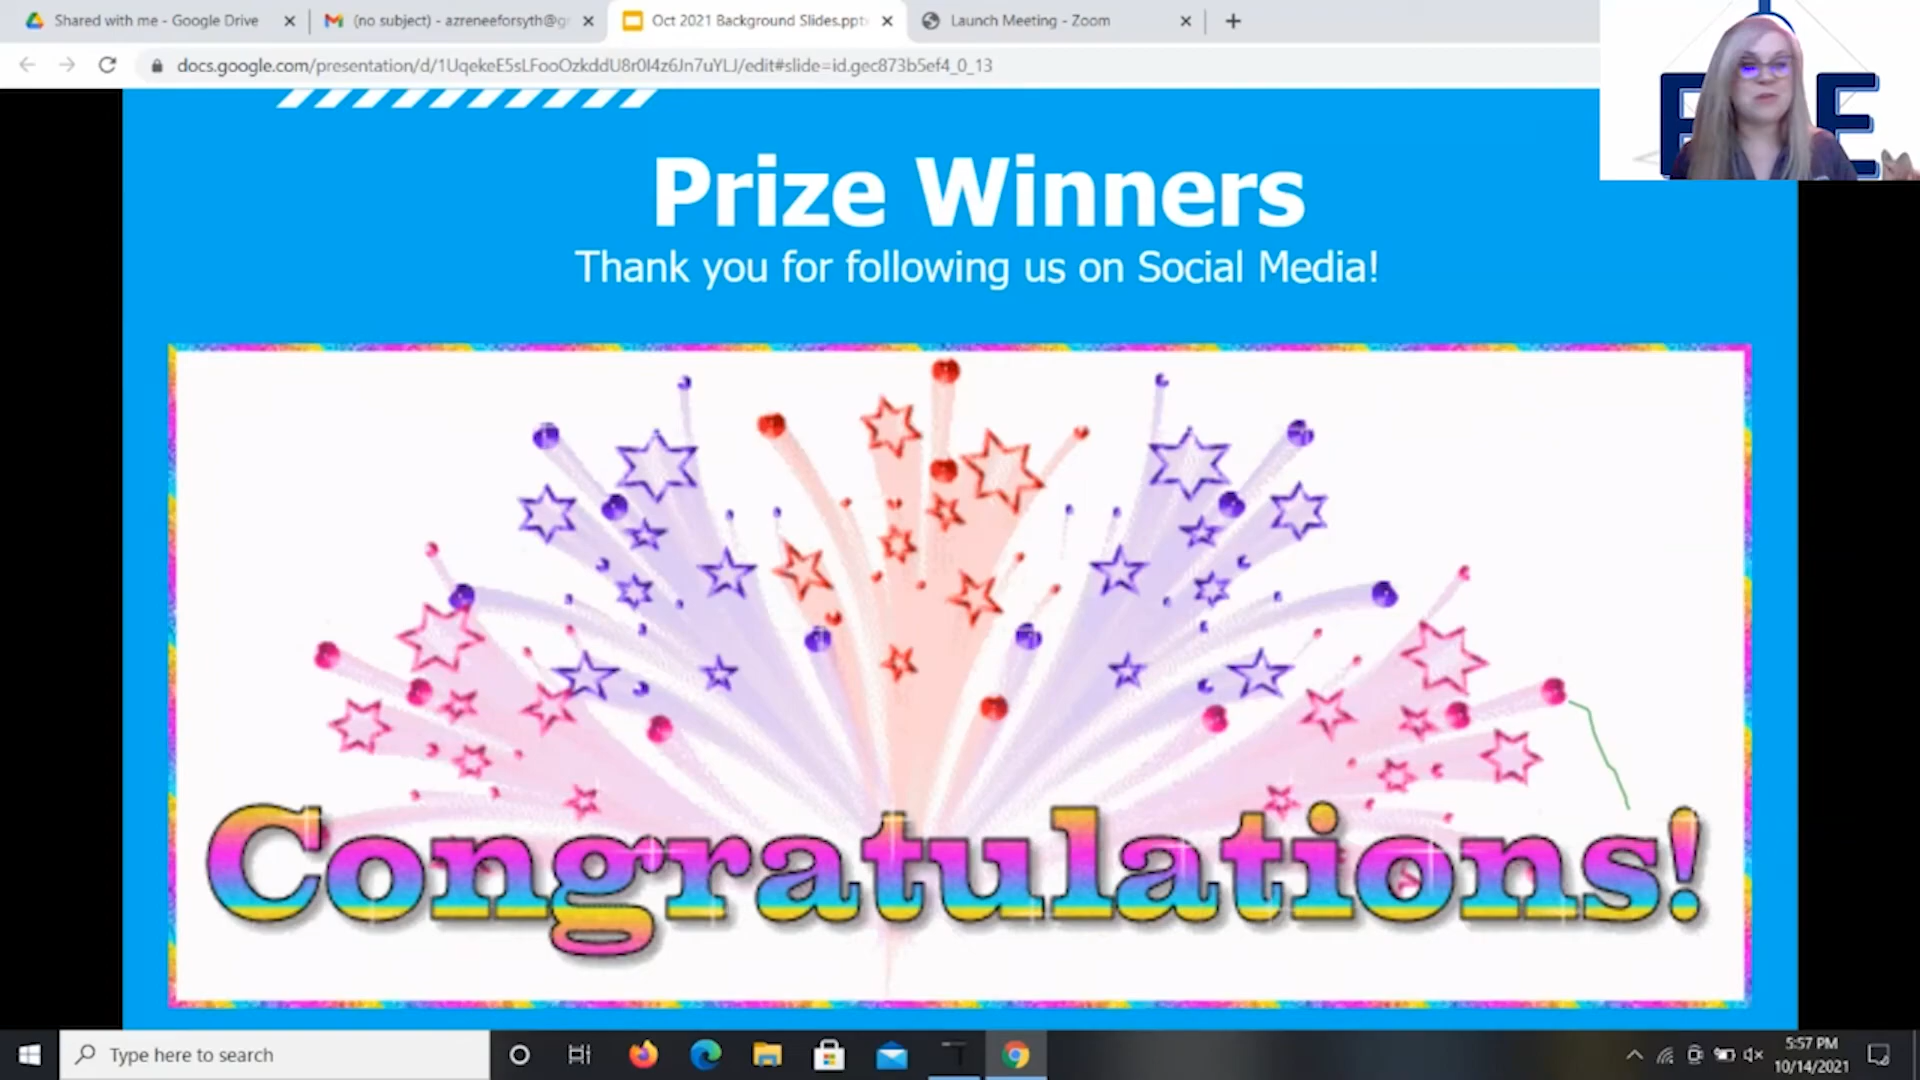 Shared with me - Google Drive
(no subject) - azreneeforsyth@g
Oct 2021 Background Slides.pptx
Launch Meeting - Zoom
docs.google.com/presentation/d/1UqekeE5sLFooOzkddU8r0l4z6Jn7uYLJ/edit#slide=id.gec873b5ef4_0_13
E
Prize Winners
Thank you for following us on Social Media!
Congratulations!
Type here to search
5:57 PM
10/14/2021